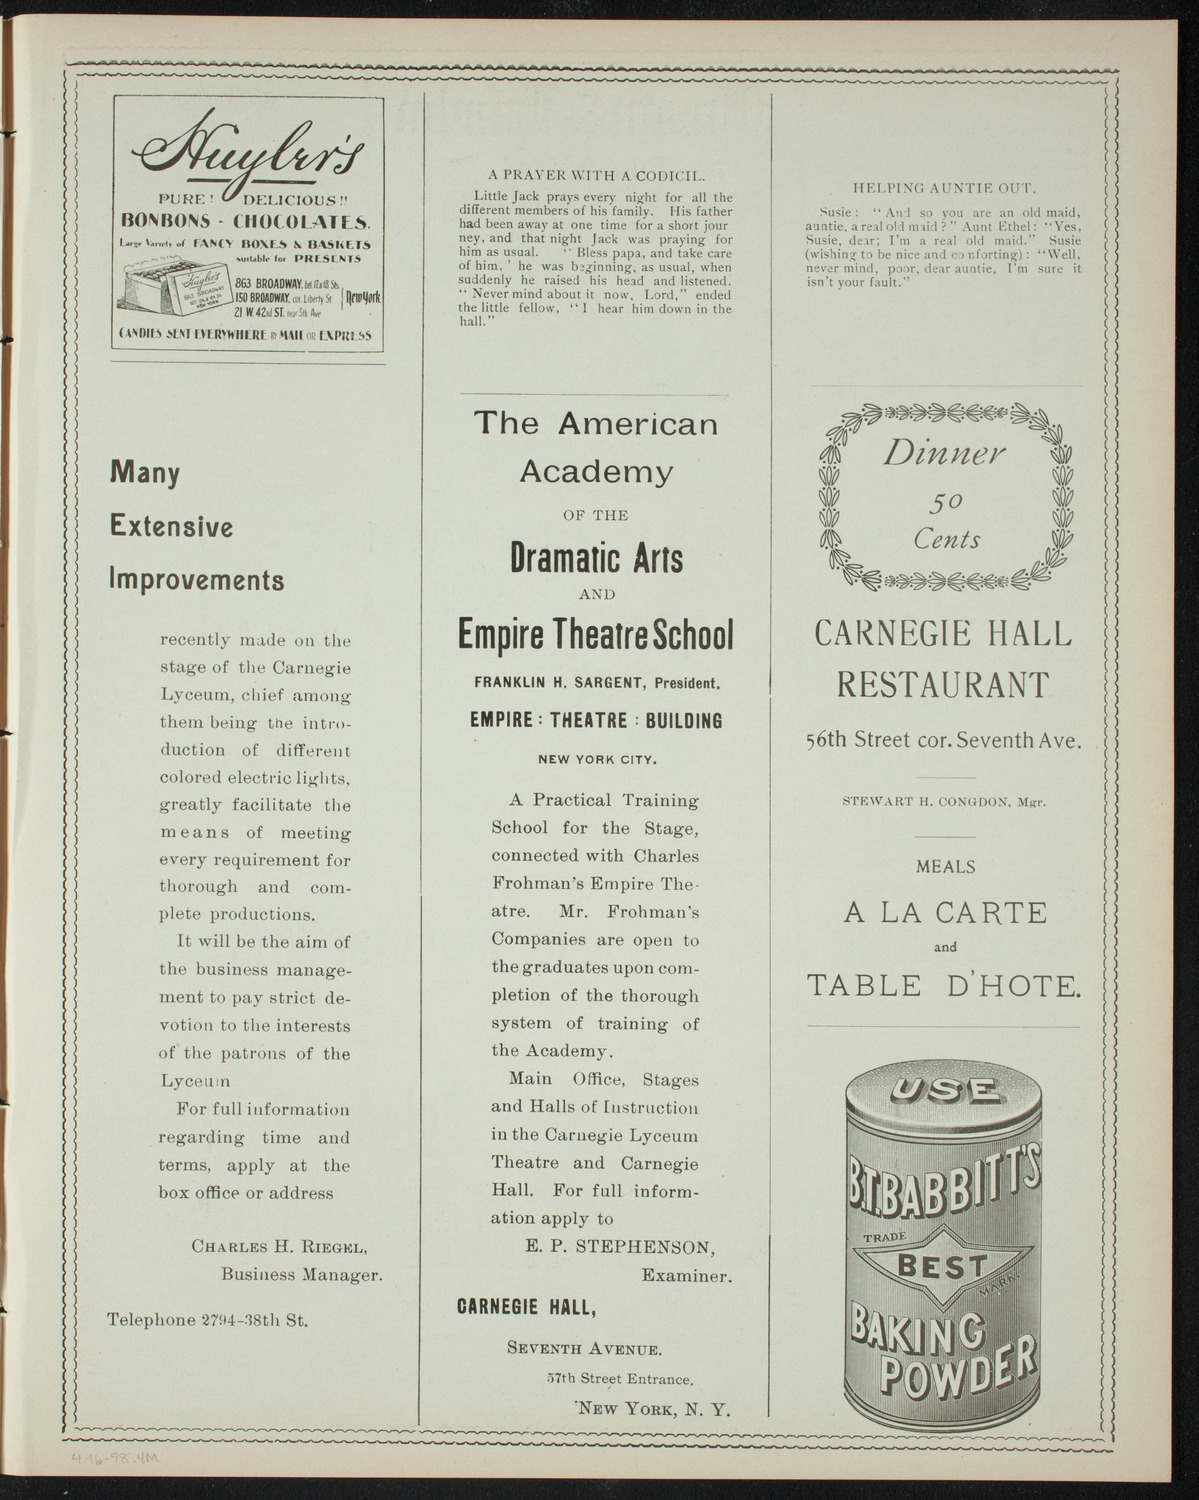 Huyler's
PURE! DELICIOUS!!
BONBONS - CHOCOLATES.
Large Variety of FANCY BOXES & BASKETS
suitable for PRESENTS
Huyler's
863 BROADWAY
NEW YORK
863 BROADWAY, bet. 17 & 18 Sts.
150 BROADWAY, cor. Liberty St
21 W. 42nd ST. near 5th Ave
New York
CANDIES SENT EVERYWHERE BY MAIL OR EXPRESS
Many
Extensive
Improvements
recently made on the
stage of the Carnegie
Lyceum, chief among
them being the intro-
duction of different
colored electric lights,
greatly facilitate the
means of meeting
every requirement for
thorough and com-
plete productions.
It will be the aim of
the business manage-
ment to pay strict de-
votion to the interests
of the patrons of the
Lyceum
For full information
regarding time and
terms, apply at the
box office or address
CHARLES H. RIEGEL,
Business Manager.
Telephone 2794-38th St.
A PRAYER WITH A CODICIL.
Little Jack prays every night for all the
different members of his family. His father
had been away at one time for a short jour
ney, and that night Jack was praying for
him as usual. "Bless papa, and take care
of him,' he was beginning, as usual, when
suddenly he raised his head and listened.
"Never mind about it now, Lord," ended
the little fellow, "I hear him down in the
hall."
The American
Academy
OF THE
Dramatic Arts
AND
Empire Theatre School
FRANKLIN H. SARGENT, President.
EMPIRE : THEATRE : BUILDING
NEW YORK CITY.
A Practical Training
School for the Stage,
connected with Charles
Frohman's Empire The-
atre. Mr. Frohman's
Companies are open to
the graduates upon com-
pletion of the thorough
system of training of
the Academy.
Main Office, Stages
and Halls of Instruction
in the Carnegie Lyceum
Theatre and Carnegie
Hall. For full inform-
ation apply to
E. P. STEPHENSON,
Examiner.
CARNEGIE HALL,
SEVENTH AVENUE.
57th Street Entrance,
NEW YORK, N. Y.
HELPING AUNTIE OUT.
Susie: "And so you are an old maid,
auntie, a real old maid?" Aunt Ethel: "Yes,
Susie, dear; I'm a real old maid." Susie
(wishing to be nice and comforting): "Well,
never mind, poor, dear auntie, I'm sure it
isn't your fault."
Dinner
50
Cents
CARNEGIE HALL
RESTAURANT
56th Street cor. Seventh Ave.
STEWART H. CONGDON, Mgr.
MEALS
A LA CARTE
and
TABLE D'HOTE.
USE
B.T. BABBITT'S
TRADE
BEST
MARK.
BAKING
POWDER
4-16-98.4M